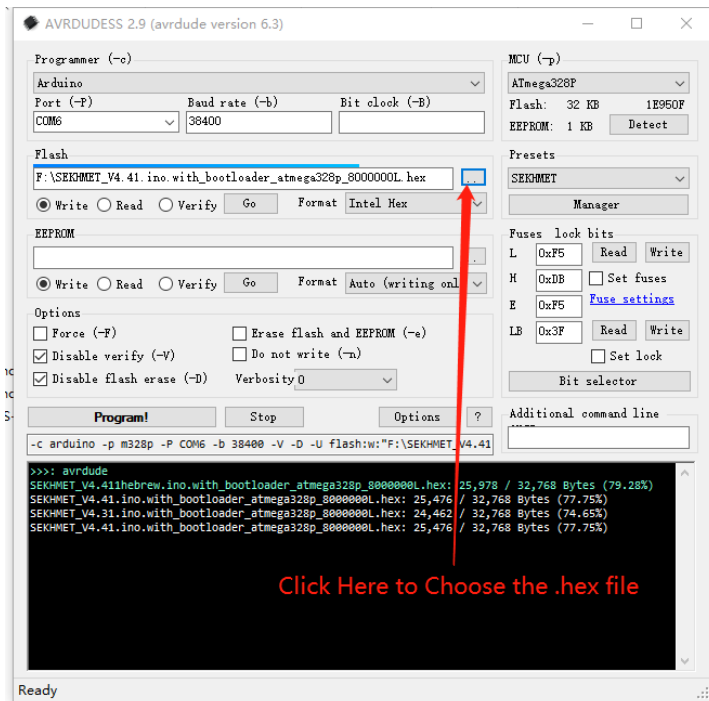 AVRDUDESS 2.9 (avrdude version 6.3)
Programmer (-c)
Arduino
Port (-P) Baud rate (-b) Bit clock (-B)
COM6 38400
MCU (-p)
ATmega328P
Flash: 32 KB 1E950F
EEPROM: 1 KB Detect
Flash
F:\SEKHMET_V4.41.ino.with_bootloader_atmega328p_8000000L.hex
Write Read Verify Go Format Intel Hex
Presets
SEKHMET
Manager
EEPROM
Write Read Verify Go Format Auto (writing onl
Fuses lock bits
L 0xF5 Read Write
H 0xDB Set fuses
E 0xF5 Fuse settings
LB 0x3F Read Write
Set lock
Bit selector
Options
Force (-F) Erase flash and EEPROM (-e)
Disable verify (-V) Do not write (-n)
Disable flash erase (-D) Verbosity 0
Program! Stop Options ?
Additional command line
-c arduino -p m328p -P COM6 -b 38400 -V -D -U flash:w:"F:\SEKHMET_V4.41
>>>: avrdude
SEKHMET_V4.411hebrew.ino.with_bootloader_atmega328p_8000000L.hex: 25,978 / 32,768 Bytes (79.28%)
SEKHMET_V4.41.ino.with_bootloader_atmega328p_8000000L.hex: 25,476 / 32,768 Bytes (77.75%)
SEKHMET_V4.31.ino.with_bootloader_atmega328p_8000000L.hex: 24,462 / 32,768 Bytes (74.65%)
SEKHMET_V4.41.ino.with_bootloader_atmega328p_8000000L.hex: 25,476 / 32,768 Bytes (77.75%)
Click Here to Choose the .hex file
Ready